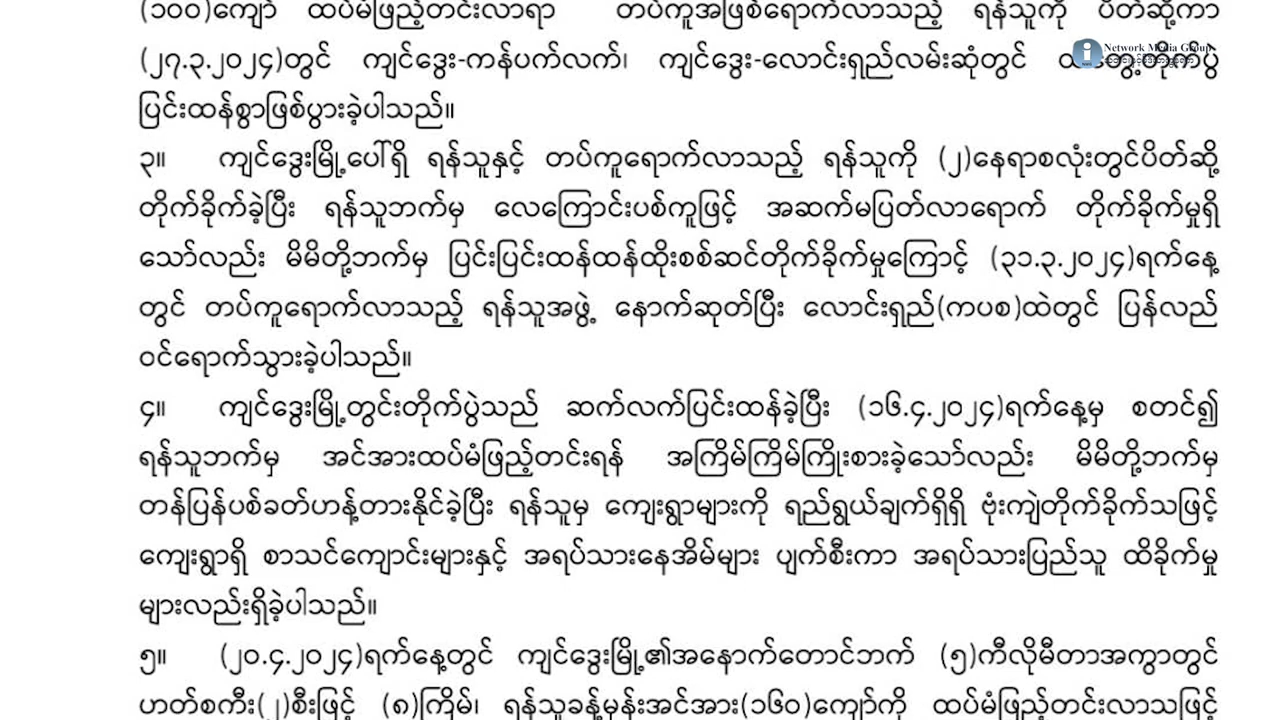 (၁၀၀)ကျော် ထပ်မံဖြည့်တင်းလာရာ တပ်ကူအဖြစ်ရောက်လာသည့် ရန်သူကို ပိတ်ဆို့ကာ
Network Media Group
(၂၇.၃.၂၀၂၄)တွင် ကျင်ဒွေး-ကန်ပက်လက်၊ ကျင်ဒွေး-လောင်းရှည်လမ်းဆုံတွင်
ပြင်းထန်စွာဖြစ်ပွားခဲ့ပါသည်။
၃။ ကျင်ဒွေးမြို့ပေါ်ရှိ ရန်သူနှင့် တပ်ကူရောက်လာသည့် ရန်သူကို (၂)နေရာစလုံးတွင်ပိတ်ဆို့
တိုက်ခိုက်ခဲ့ပြီး ရန်သူဘက်မှ လေကြောင်းပစ်ကူဖြင့် အဆက်မပြတ်လာရောက် တိုက်ခိုက်မှုရှိ
သော်လည်း မိမိတို့ဘက်မှ ပြင်းပြင်းထန်ထန်ထိုးစစ်ဆင်တိုက်ခိုက်မှုကြောင့် (၃၁.၃.၂၀၂၄)ရက်နေ့
တွင် တပ်ကူရောက်လာသည့် ရန်သူအဖွဲ့ နောက်ဆုတ်ပြီး လောင်းရှည်(ကပစ)ထဲတွင် ပြန်လည်
ဝင်ရောက်သွားခဲ့ပါသည်။
၄။ ကျင်ဒွေးမြို့တွင်းတိုက်ပွဲသည် ဆက်လက်ပြင်းထန်ခဲ့ပြီး (၁၆.၄.၂၀၂၄)ရက်နေ့မှ စတင်၍
ရန်သူဘက်မှ အင်အားထပ်မံဖြည့်တင်းရန် အကြိမ်ကြိမ်ကြိုးစားခဲ့သော်လည်း မိမိတို့ဘက်မှ
တန်ပြန်ပစ်ခတ်ဟန့်တားနိုင်ခဲ့ပြီး ရန်သူမှ ကျေးရွာများကို ရည်ရွယ်ချက်ရှိရှိ ဗုံးကျဲတိုက်ခိုက်သဖြင့်
ကျေးရွာရှိ စာသင်ကျောင်းများနှင့် အရပ်သားနေအိမ်များ ပျက်စီးကာ အရပ်သားပြည်သူ ထိခိုက်မှု
များလည်းရှိခဲ့ပါသည်။
၅။ (၂၀.၄.၂၀၂၄)ရက်နေ့တွင် ကျင်ဒွေးမြို့၏အနောက်တောင်ဘက် (၅)ကီလိုမီတာအကွာတွင်
ဟတ်စကီး(၂)စီးဖြင့် (၈)ကြိမ်၊ ရန်သူခန့်မှန်းအင်အား(၁၆၀)ကျော်ကို ထပ်မံဖြည့်တင်းလာသဖြင့်